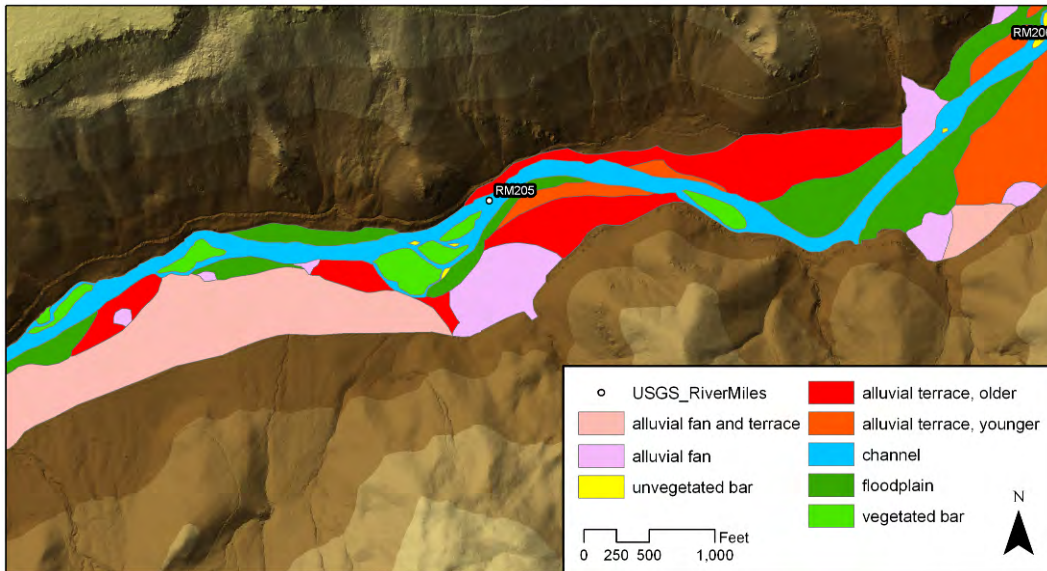 RM206
RM205
USGS_RiverMiles
alluvial fan and terrace
alluvial fan
unvegetated bar
alluvial terrace, older
alluvial terrace, younger
channel
floodplain
vegetated bar
N
Feet
0 250 500 1,000